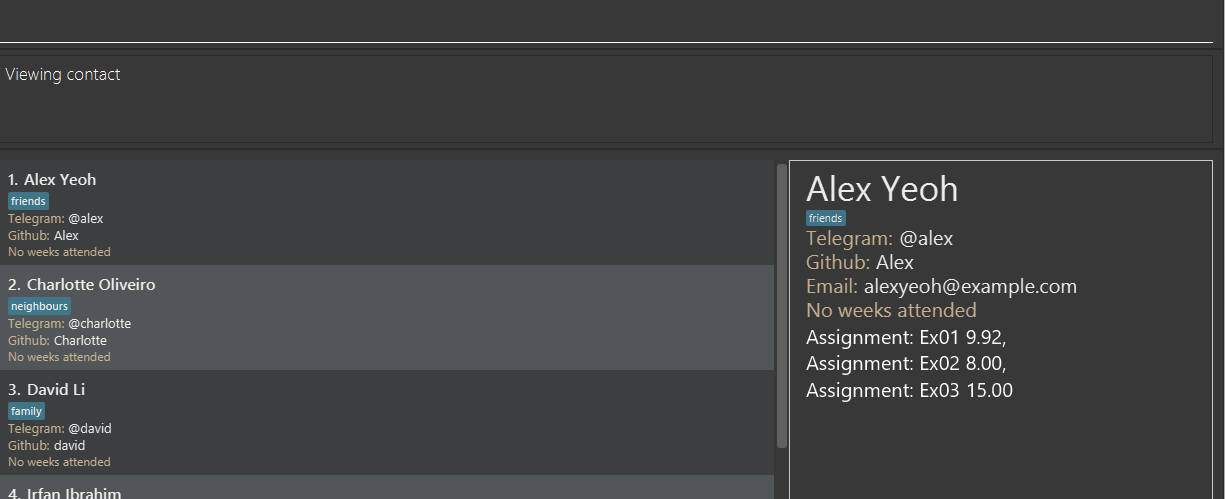 Viewing contact
1. Alex Yeoh
friends
Telegram: @alex
Github: Alex
No weeks attended
2. Charlotte Oliveiro
neighbours
Telegram: @charlotte
Github: Charlotte
No weeks attended
3. David Li
family
Telegram: @david
Github: david
No weeks attended
4. Irfan Ibrahim
Alex Yeoh
friends
Telegram: @alex
Github: Alex
Email: alexyeoh@example.com
No weeks attended
Assignment: Ex01 9.92,
Assignment: Ex02 8.00,
Assignment: Ex03 15.00